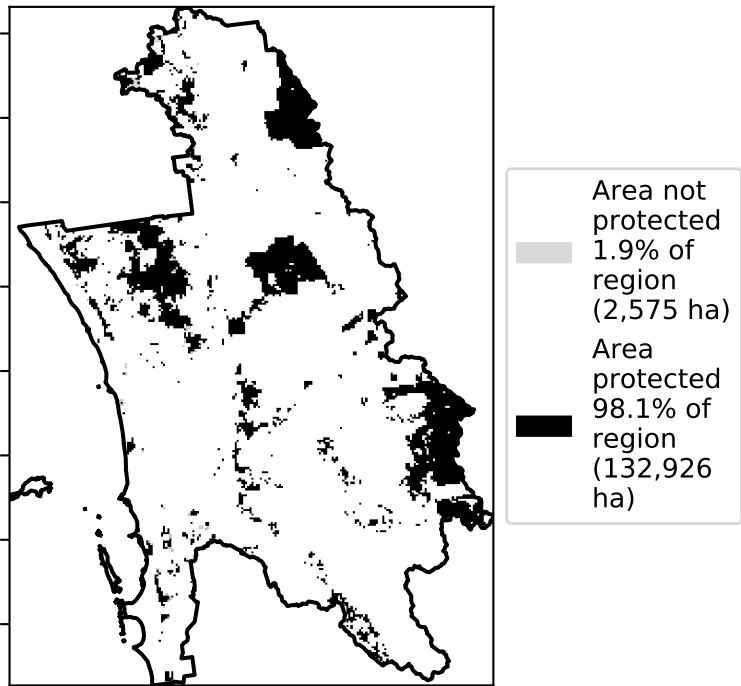 Area not
protected
1.9% of
region
(2,575 ha)
Area
protected
98.1% of
region
(132,926
ha)